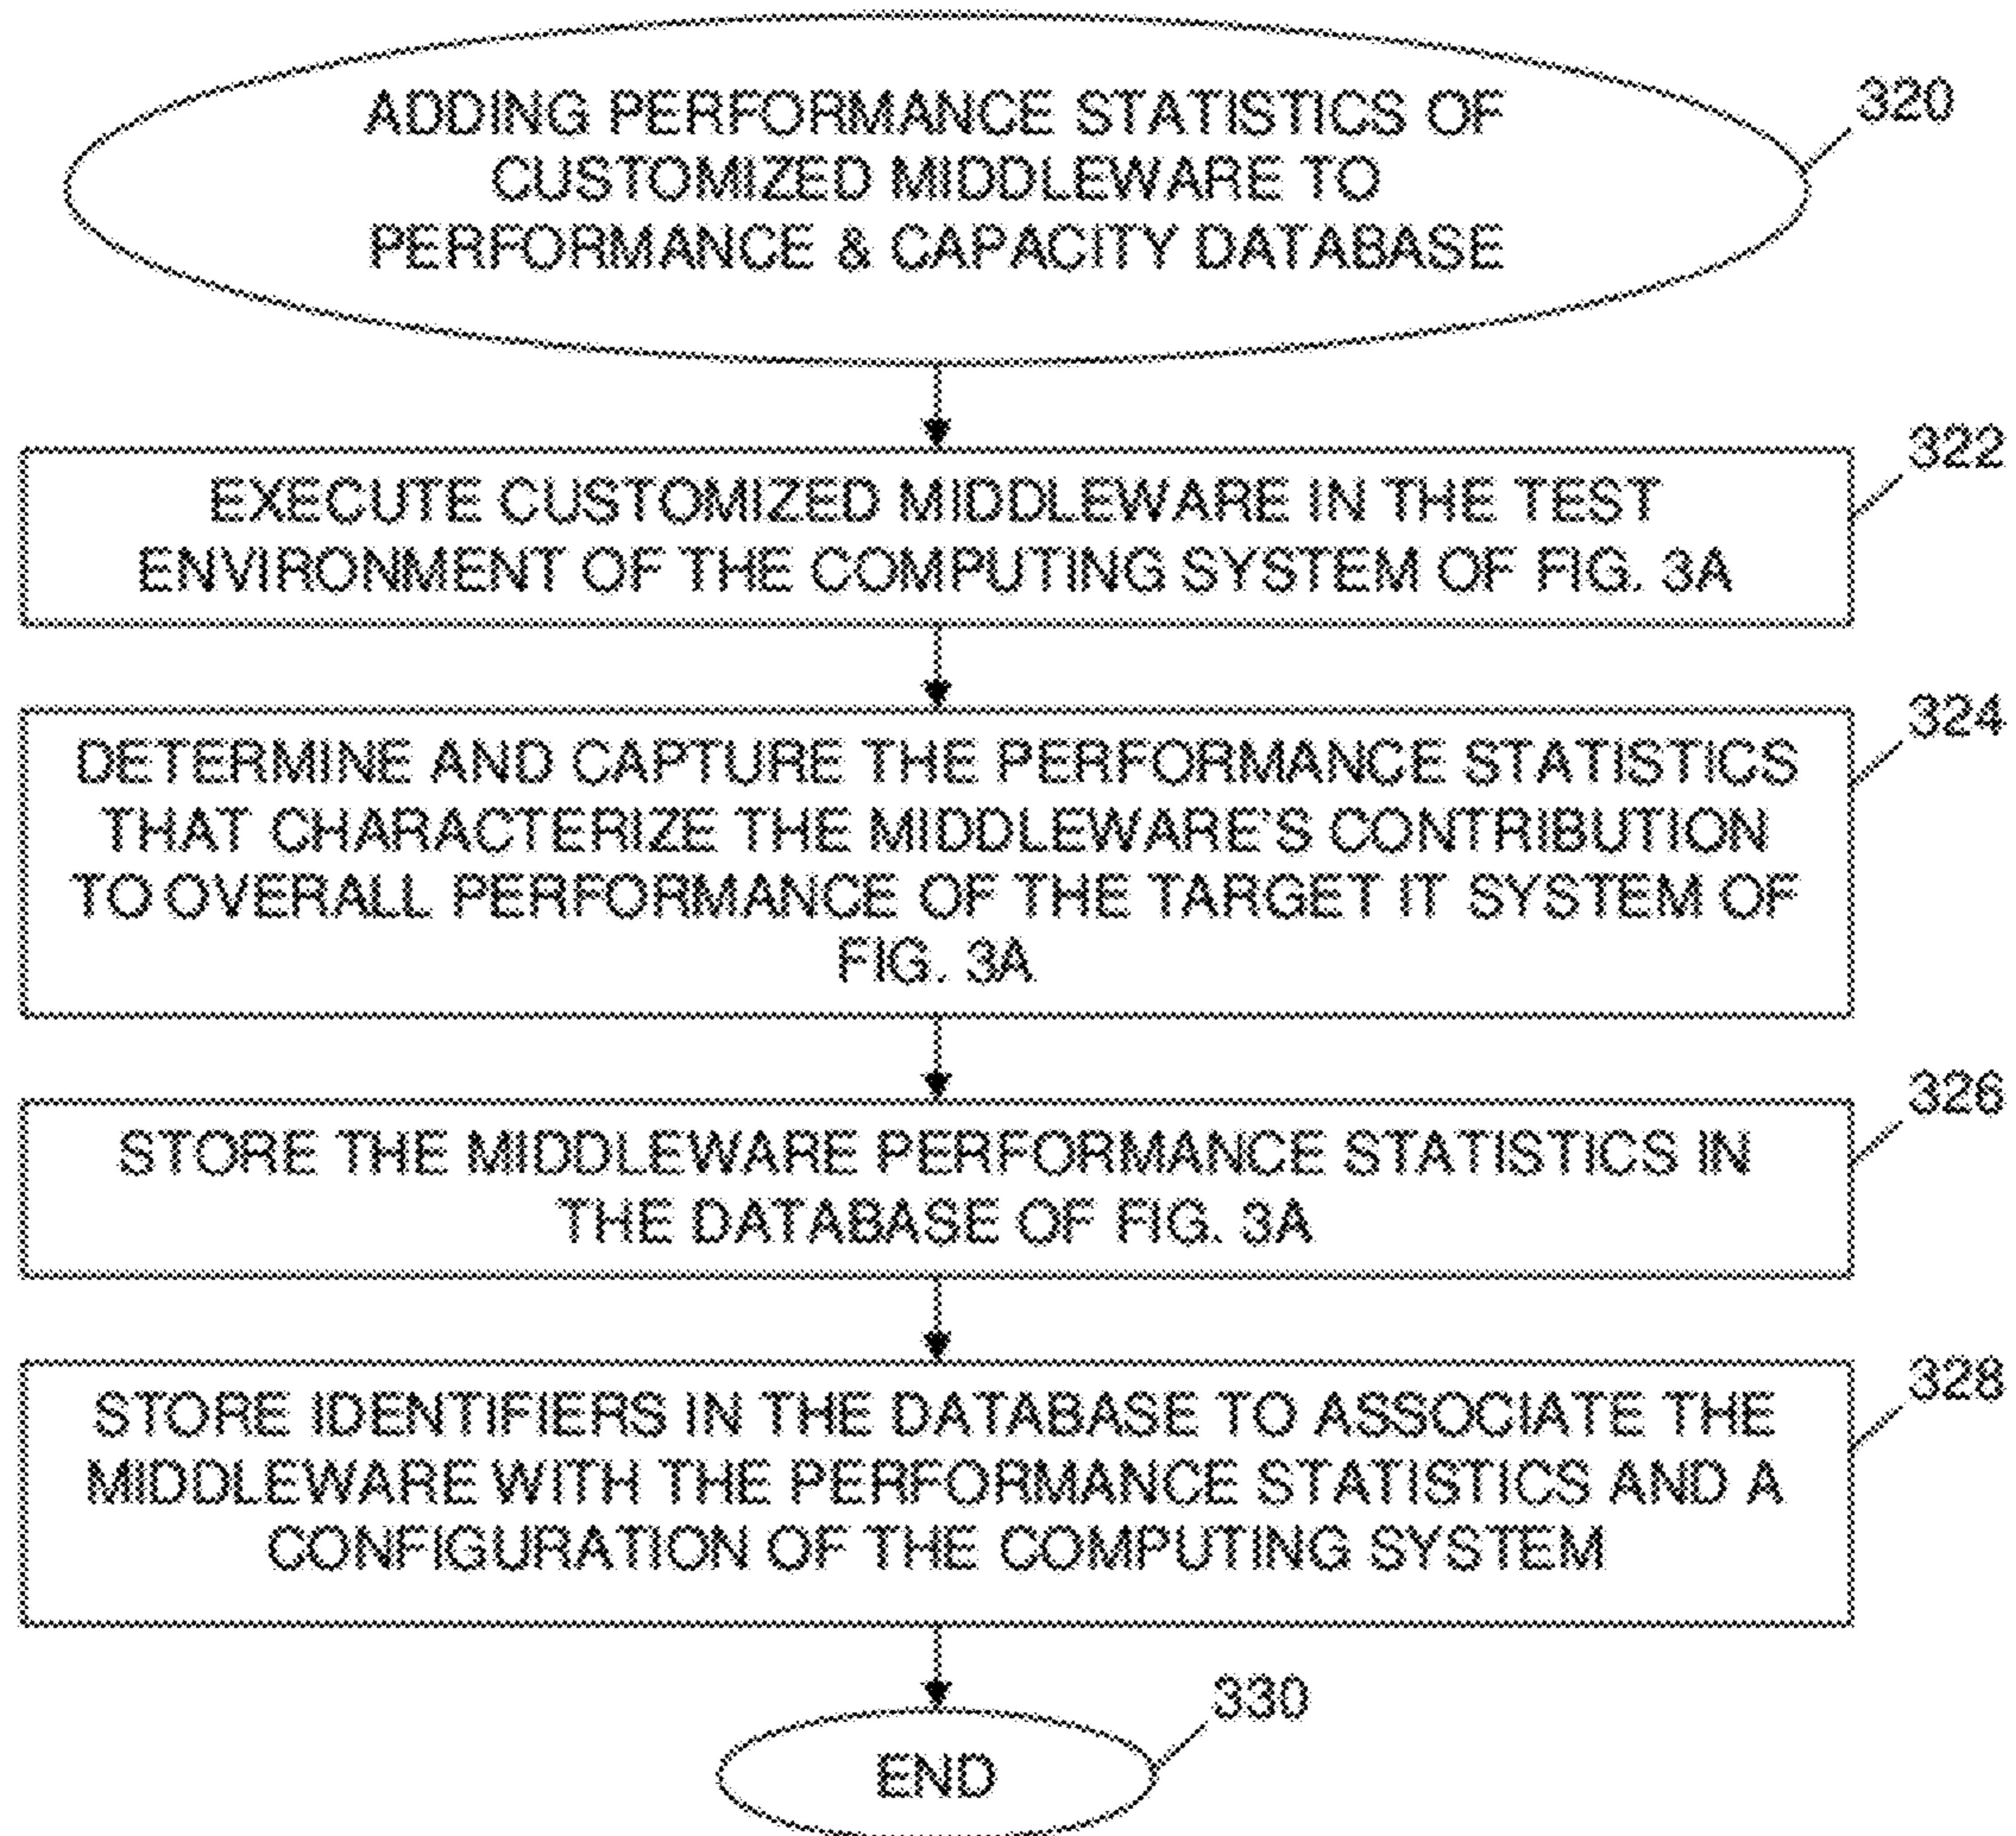 ADDING PERFORMANCE STATISTICS OF
CUSTOMIZED MIDDLEWARE TO
PERFORMANCE & CAPACITY DATABASE
320
EXECUTE CUSTOMIZED MIDDLEWARE IN THE TEST
ENVIRONMENT OF THE COMPUTING SYSTEM OF FIG. 3A
322
DETERMINE AND CAPTURE THE PERFORMANCE STATISTICS
THAT CHARACTERIZE THE MIDDLEWARE'S CONTRIBUTION
TO OVERALL PERFORMANCE OF THE TARGET IT SYSTEM OF
FIG. 3A
324
STORE THE MIDDLEWARE PERFORMANCE STATISTICS IN
THE DATABASE OF FIG. 3A
326
STORE IDENTIFIERS IN THE DATABASE TO ASSOCIATE THE
MIDDLEWARE WITH THE PERFORMANCE STATISTICS AND A
CONFIGURATION OF THE COMPUTING SYSTEM
328
END
330